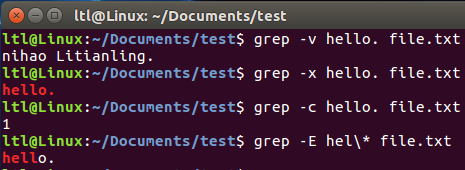 ltl@Linux: ~/Documents/test
ltl@Linux:~/Documents/test$ grep -v hello. file.txt
nihao Litianling.
ltl@Linux:~/Documents/test$ grep -x hello. file.txt
hello.
ltl@Linux:~/Documents/test$ grep -c hello. file.txt
1
ltl@Linux:~/Documents/test$ grep -E hel\* file.txt
hello.